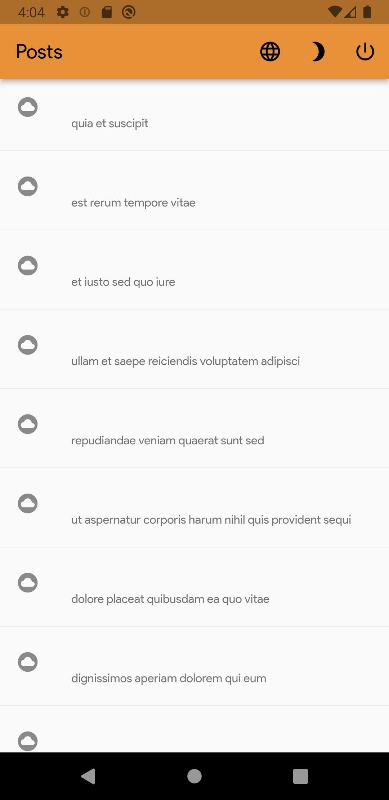 4:04
Posts
quia et suscipit
est rerum tempore vitae
et iusto sed quo iure
ullam et saepe reiciendis voluptatem adipisci
repudiandae veniam quaerat sunt sed
ut aspernatur corporis harum nihil quis provident sequi
dolore placeat quibusdam ea quo vitae
dignissimos aperiam dolorem qui eum